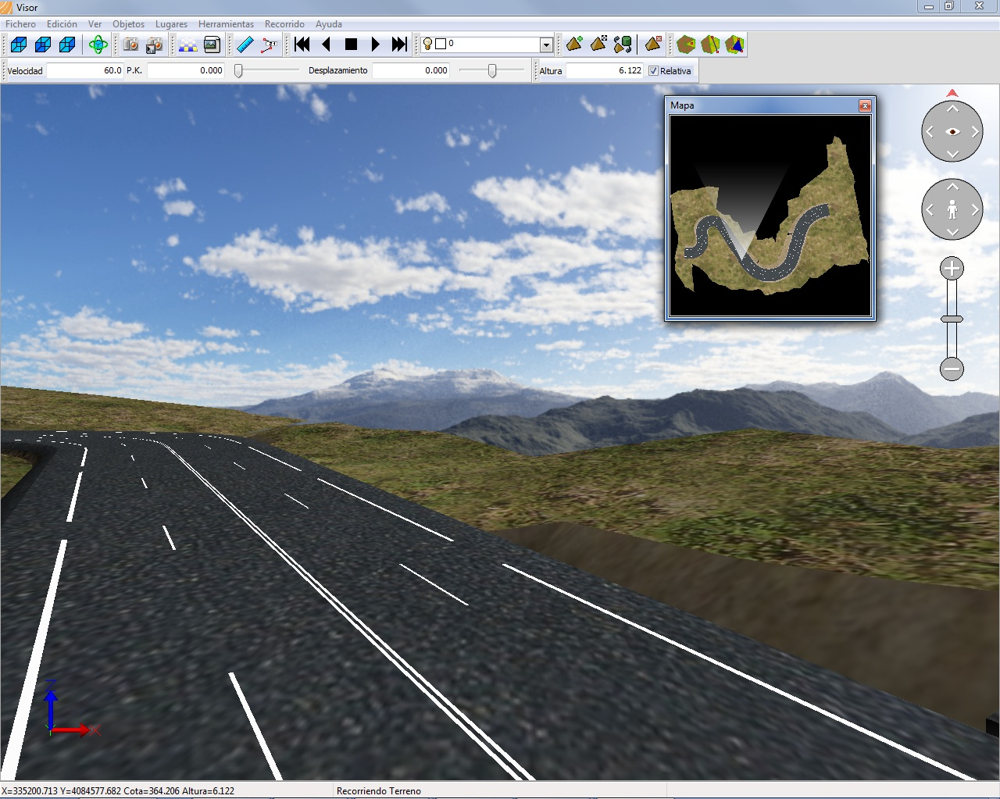 Visor
Fichero Edición Ver Objetos Lugares Herramientas Recorrido Ayuda
0
Velocidad 60.0 P.K. 0.000 Desplazamiento 0.000 Altura 6.122 Relativa
Mapa
Z
X
X=335200.713 Y=4084577.682 Cota=364.206 Altura=6.122 Recorriendo Terreno